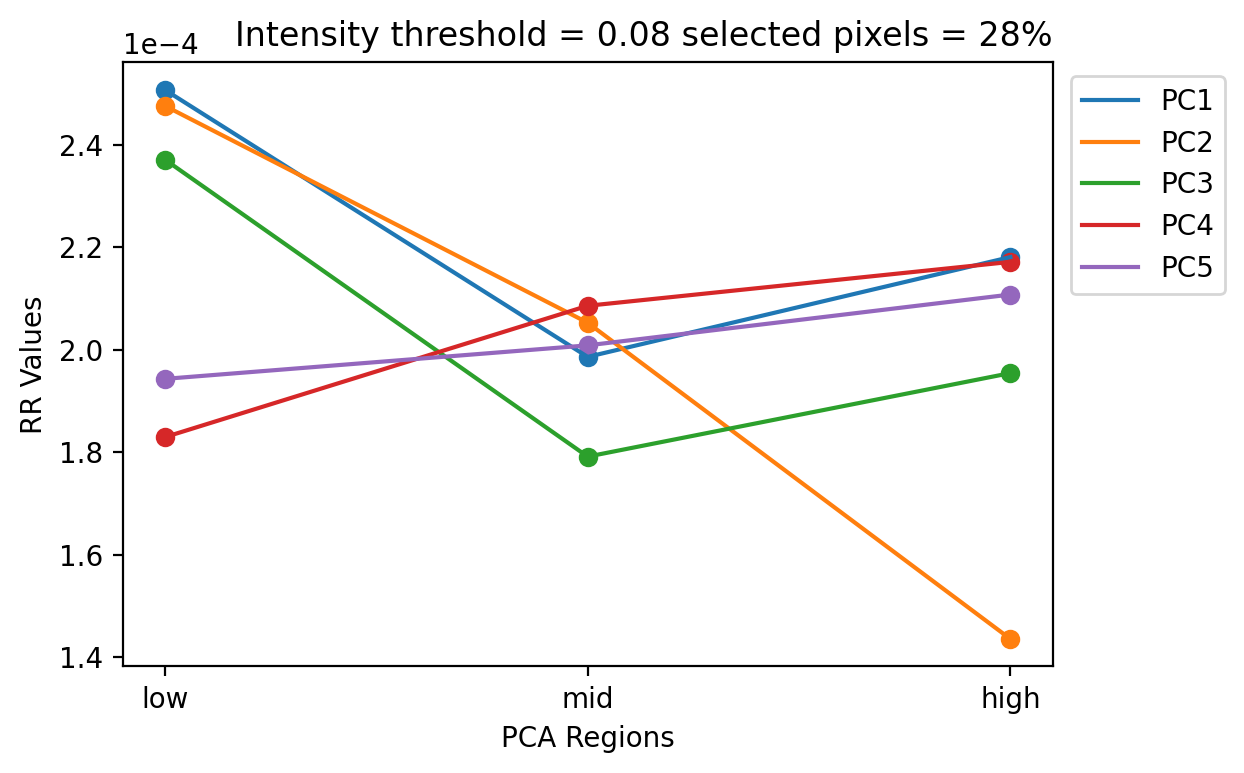 1e−4
Intensity threshold = 0.08 selected pixels = 28%
RR Values
2.4
2.2
2.0
1.8
1.6
1.4
low
mid
high
PCA Regions
PC1
PC2
PC3
PC4
PC5